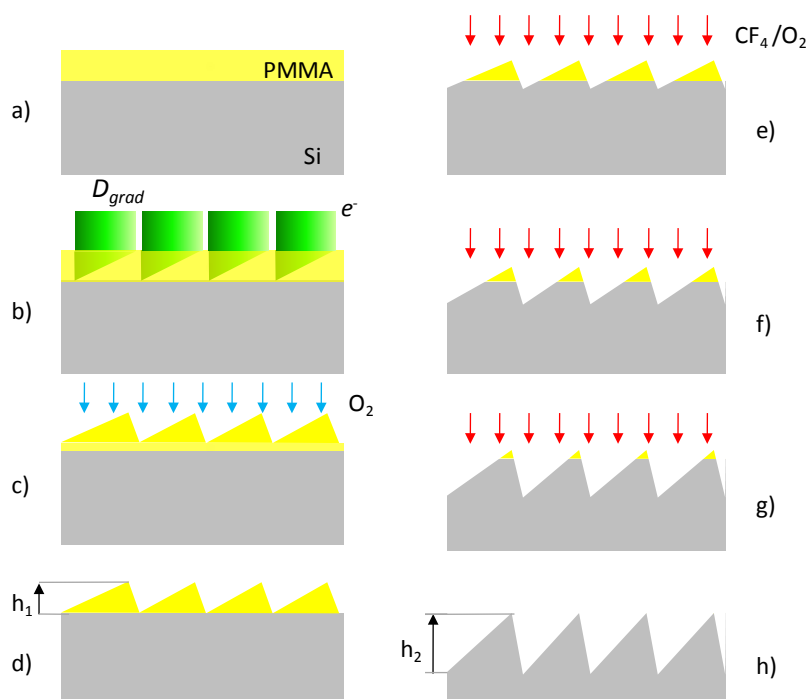 PMMA
a)
Si
D_grad
e⁻
b)
O₂
c)
h₁
d)
CF₄/O₂
e)
f)
g)
h₂
h)